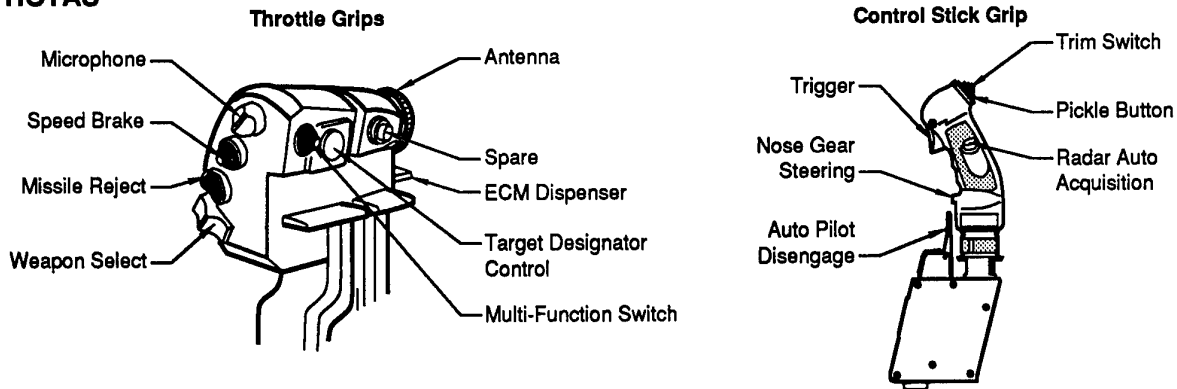 HOTAS
Throttle Grips
Microphone
Speed Brake
Missile Reject
Weapon Select
Antenna
Spare
ECM Dispenser
Target Designator
Control
Multi-Function Switch
Control Stick Grip
Trigger
Nose Gear
Steering
Auto Pilot
Disengage
Trim Switch
Pickle Button
Radar Auto
Acquisition